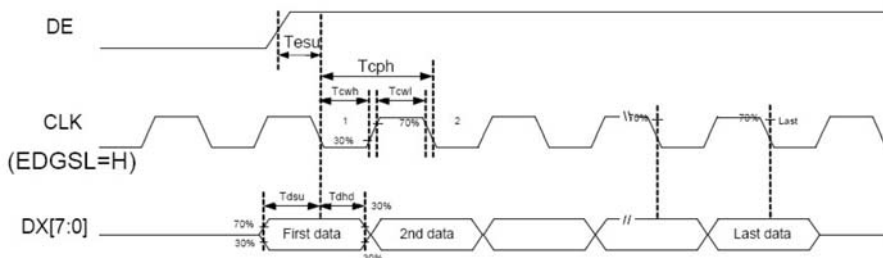 DE
Tesu
Tcph
Tcwh
Tcwl
CLK
(EDGSL=H)
1
30%
70%
2
70%
70%
Last
Tdsu
Tdhd
DX[7:0]
70%
30%
30%
30%
First data
2nd data
//
Last data